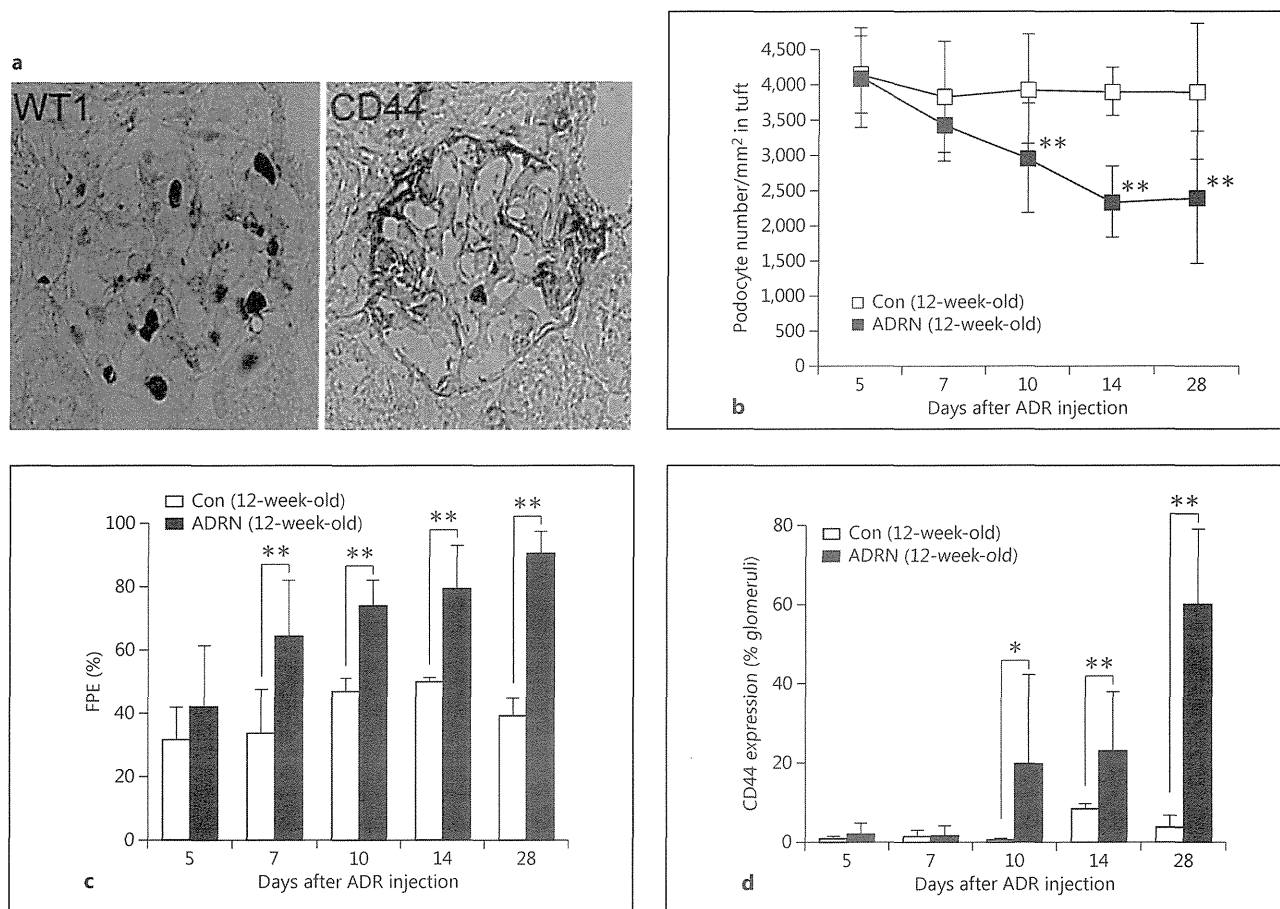 a
WT1
CD44
4,500
4,000
3,500
3,000
2,500
2,000
1,500
1,000
500
0
Podocyte number/mm² in tuft
**
**
**
Con (12-week-old)
ADRN (12-week-old)
5 7 10 14 28
Days after ADR injection
b
Con (12-week-old)
ADRN (12-week-old)
100
80
60
40
20
0
FPE (%)
**
**
**
**
5 7 10 14 28
Days after ADR injection
c
Con (12-week-old)
ADRN (12-week-old)
80
60
40
20
0
CD44 expression (% glomeruli)
*
**
**
5 7 10 14 28
Days after ADR injection
d